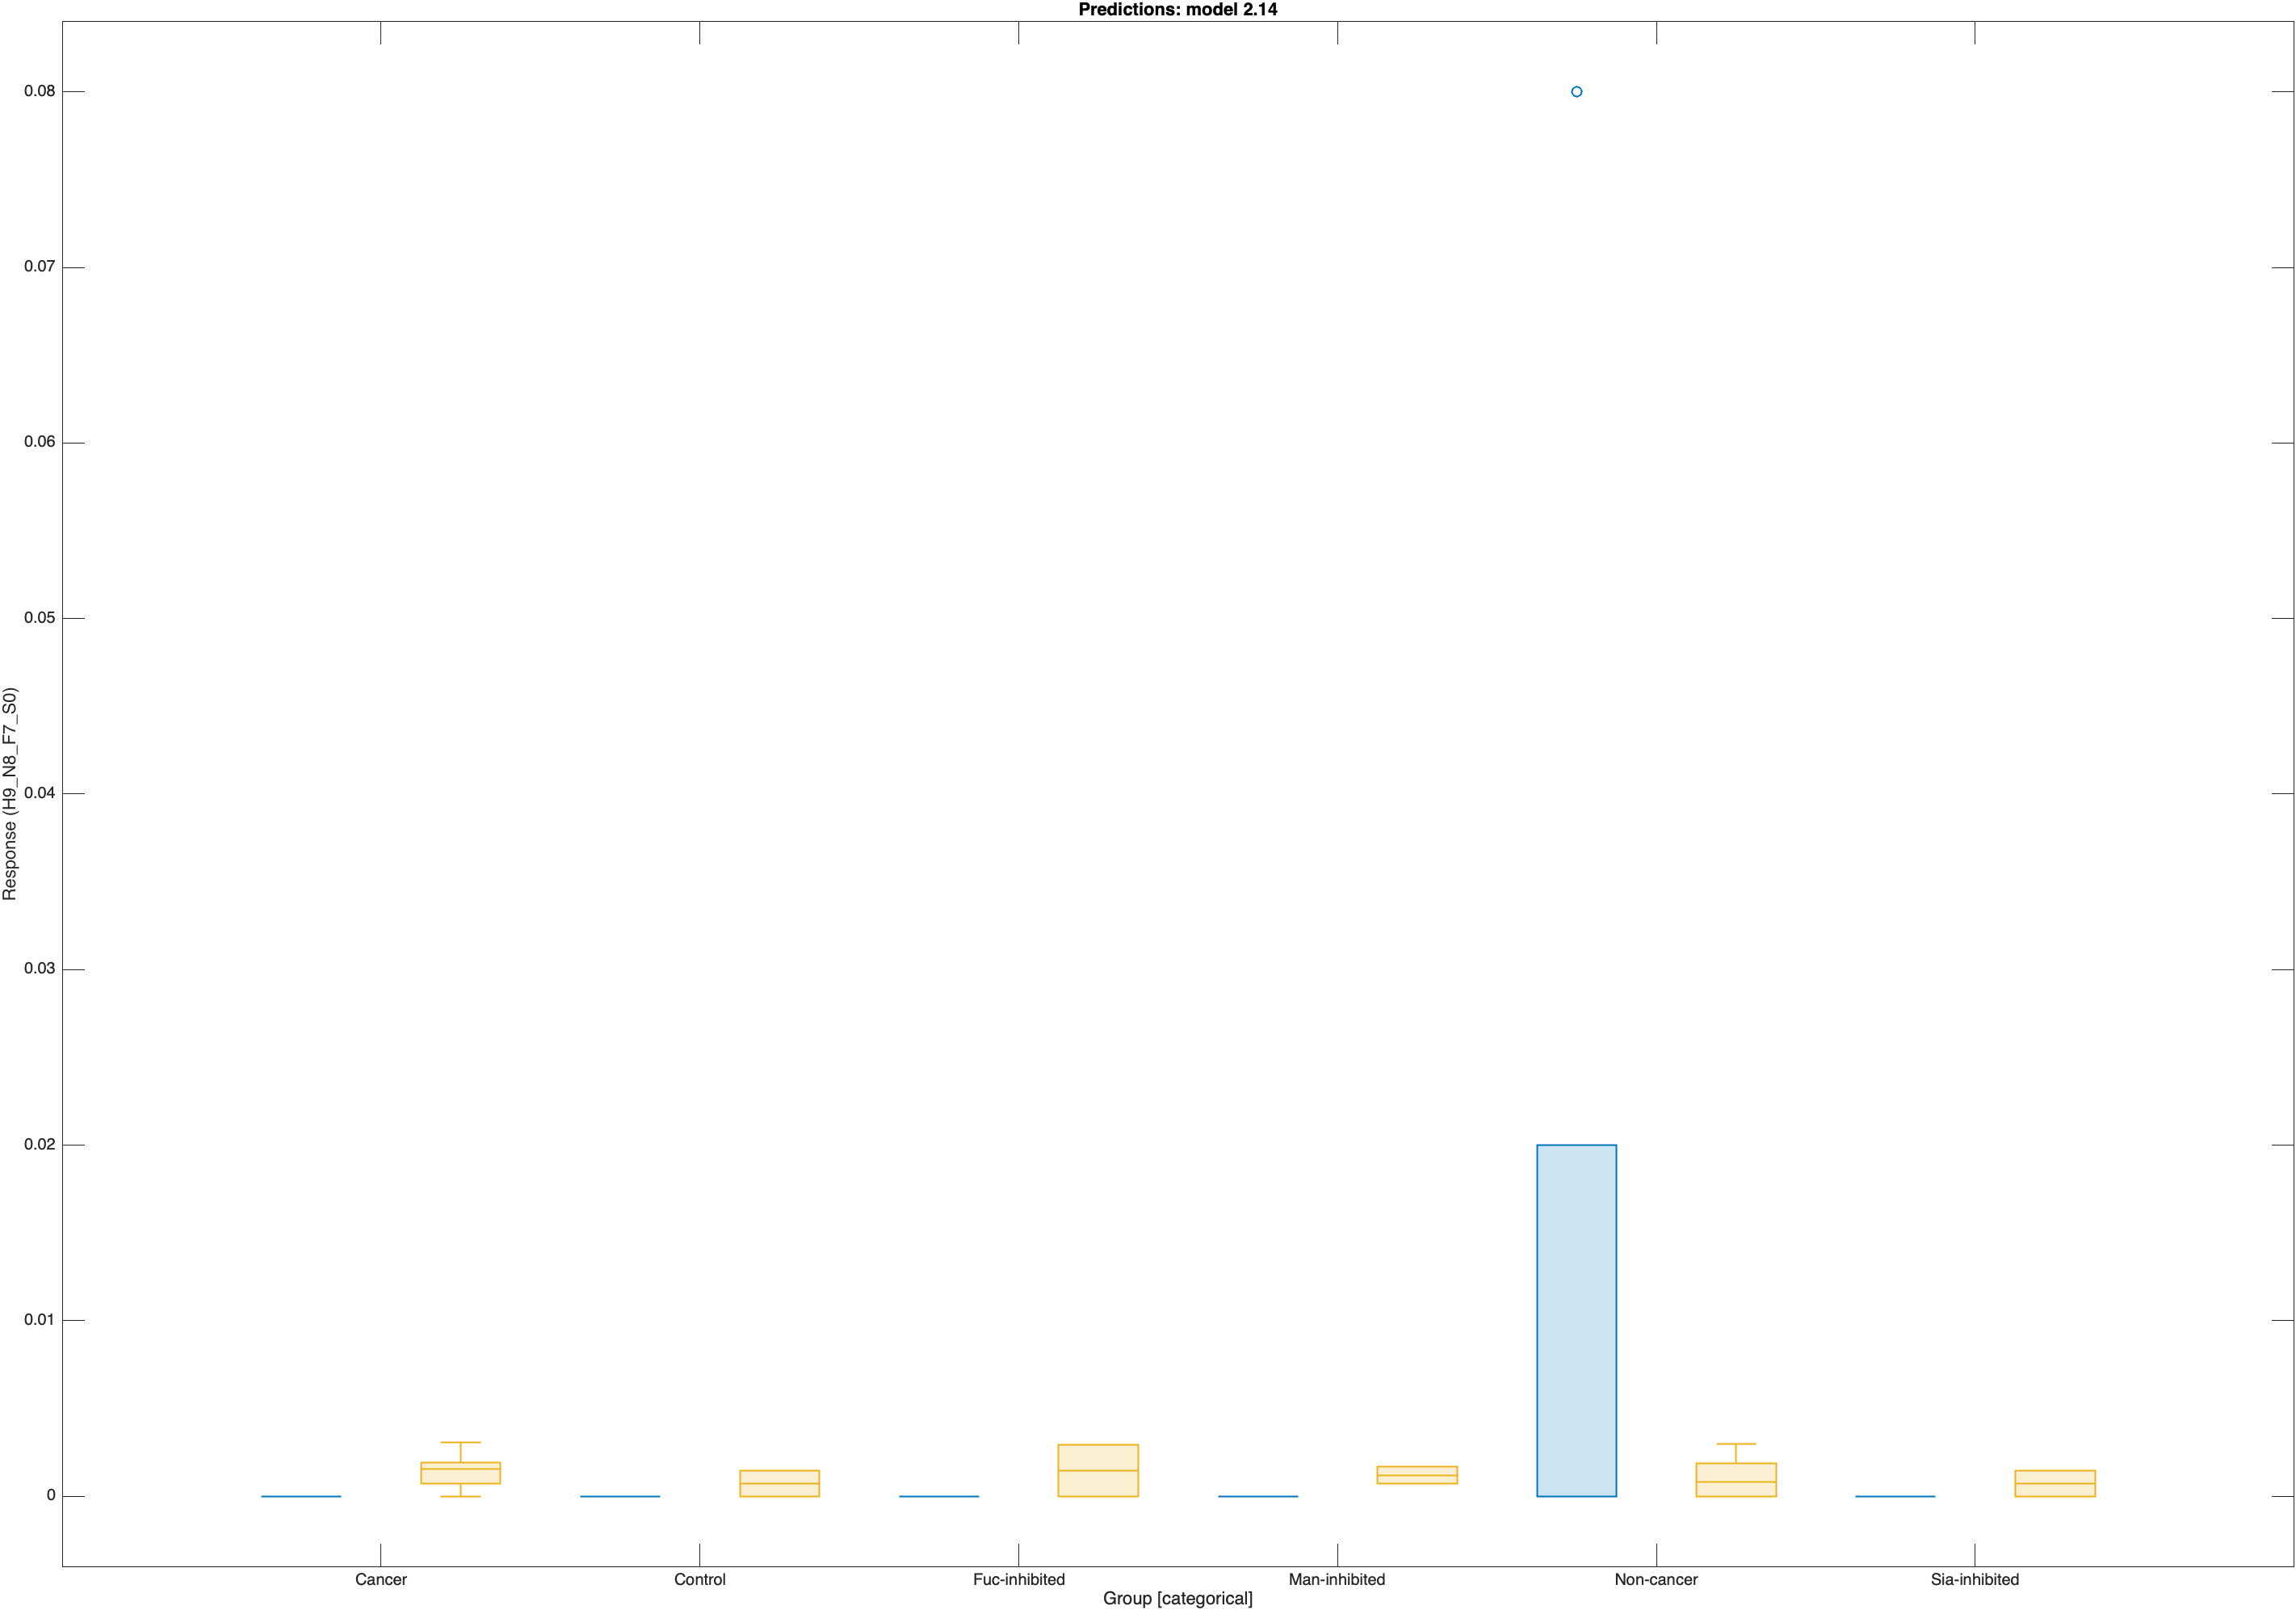 Predictions: model 2.14
0.08
0.07
0.06
0.05
0.04
0.03
0.02
0.01
0
Response (H9_N8_F7_S0)
Cancer Control Fuc-inhibited Man-inhibited Non-cancer Sia-inhibited
Group [categorical]